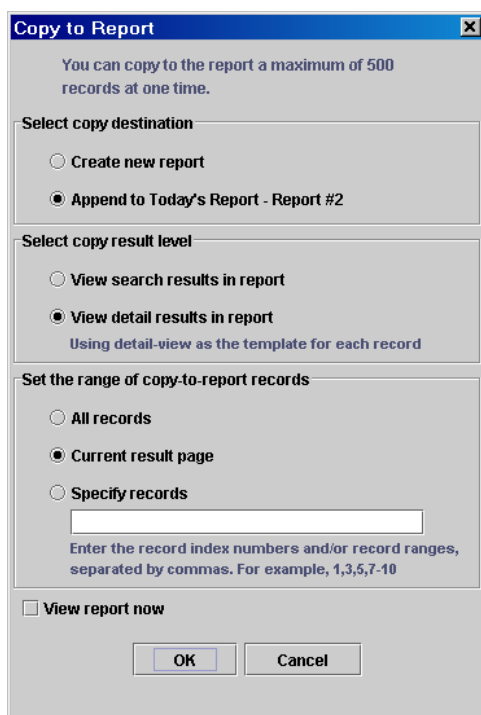 Copy to Report
You can copy to the report a maximum of 500
records at one time.
Select copy destination
Create new report
Append to Today's Report - Report #2
Select copy result level
View search results in report
View detail results in report
Using detail-view as the template for each record
Set the range of copy-to-report records
All records
Current result page
Specify records
Enter the record index numbers and/or record ranges,
separated by commas. For example, 1,3,5,7-10
View report now
OK Cancel